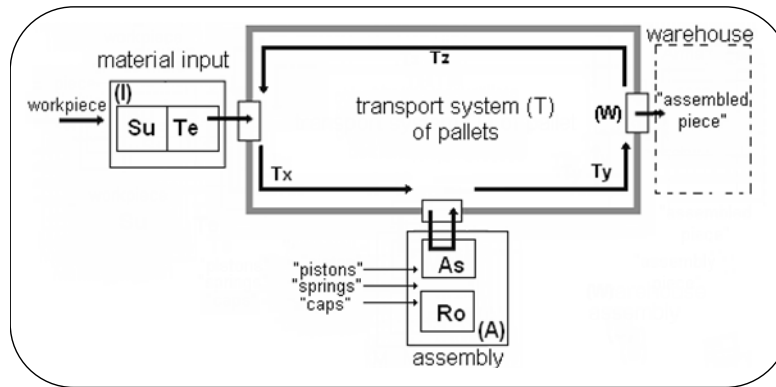 warehouse
material input
Tz
(I)
workpiece
Su Te
transport system (T)
of pallets
(W)
"assembled
piece"
Tx
Ty
"pistons"
"springs"
"caps"
As
Ro
(A)
assembly